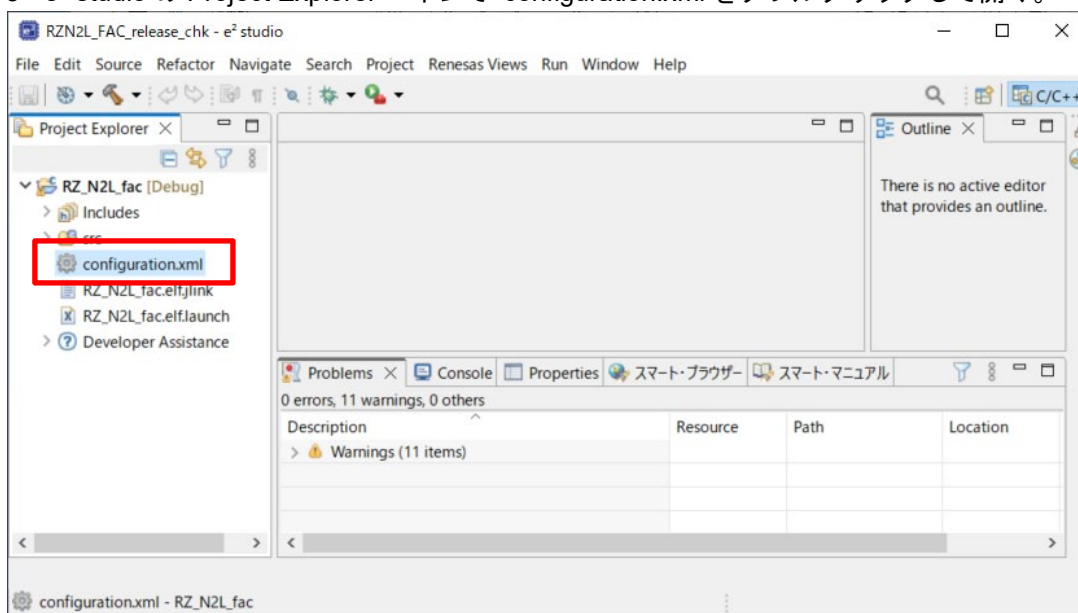 RZN2L_FAC_release_chk - e² studio
File Edit Source Refactor Navigate Search Project Renesas Views Run Window Help
C/C++
Project Explorer
Outline
RZ_N2L_fac [Debug]
Includes
src
configuration.xml
RZ_N2L_fac.elf.jlink
RZ_N2L_fac.elf.launch
Developer Assistance
There is no active editor
that provides an outline.
Problems Console Properties スマート・ブラウザー スマート・マニュアル
0 errors, 11 warnings, 0 others
Description Resource Path Location
Warnings (11 items)
configuration.xml - RZ_N2L_fac